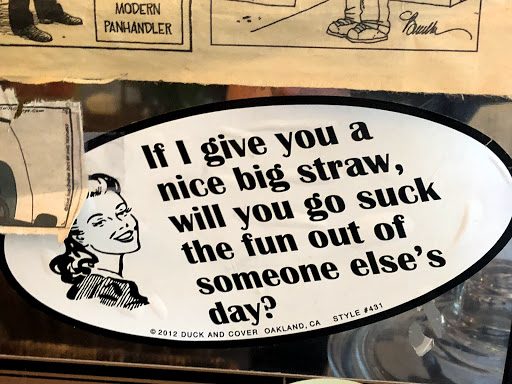 MODERN
PANHANDLER
If I give you a
nice big straw,
will you go suck
the fun out of
someone else's
day?
© 2012 DUCK AND COVER OAKLAND, CA STYLE #431